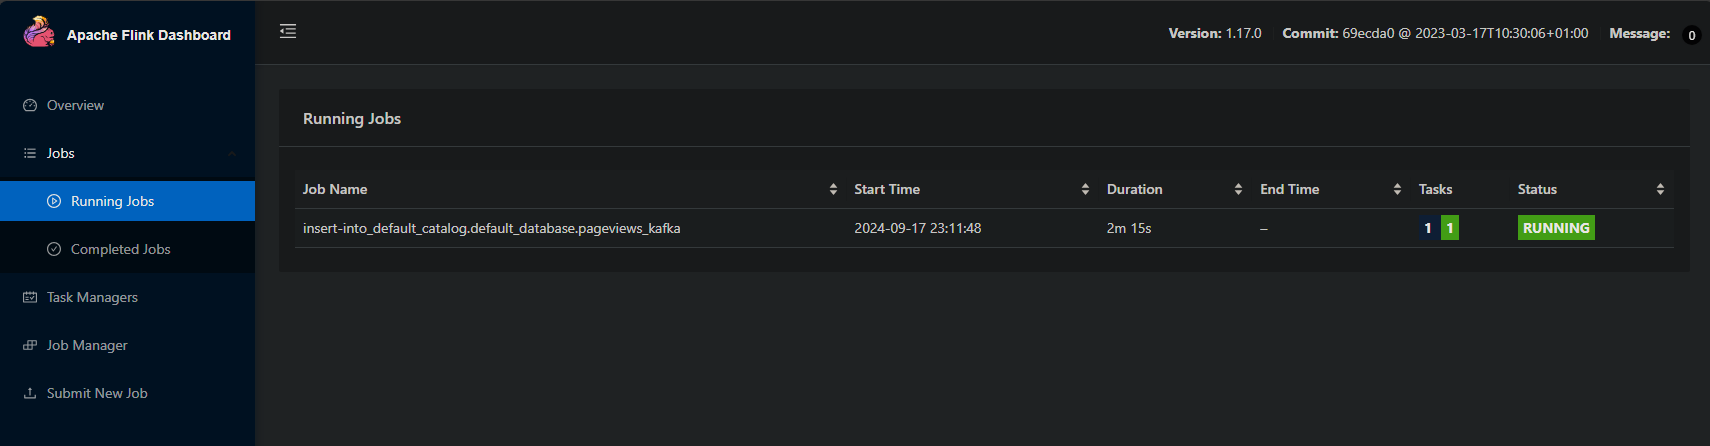 Apache Flink Dashboard
Version: 1.17.0 Commit: 69ecda0 @ 2023-03-17T10:30:06+01:00 Message: 0
Overview
Jobs
Running Jobs
Completed Jobs
Task Managers
Job Manager
Submit New Job
Running Jobs
Job Name Start Time Duration End Time Tasks Status
insert-into_default_catalog.default_database.pageviews_kafka 2024-09-17 23:11:48 2m 15s – 1 1 RUNNING